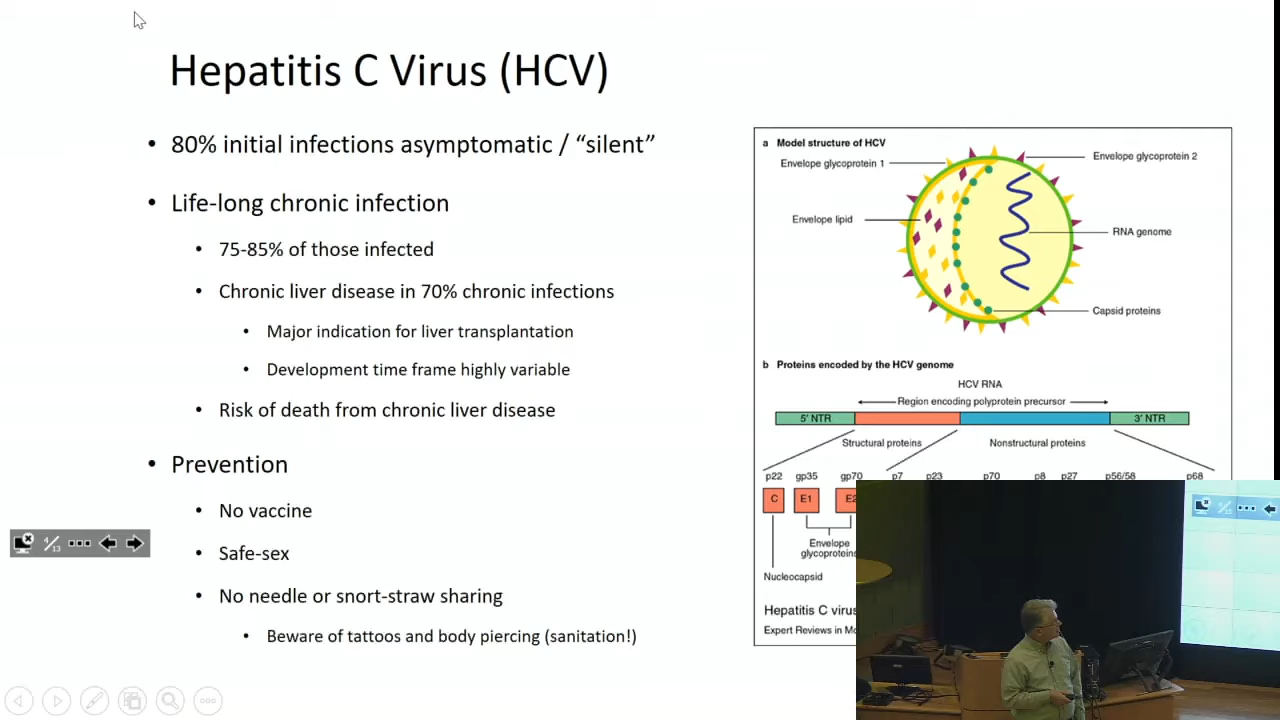 Hepatitis C Virus (HCV)
• 80% initial infections asymptomatic / “silent”
• Life-long chronic infection
• 75-85% of those infected
• Chronic liver disease in 70% chronic infections
• Major indication for liver transplantation
• Development time frame highly variable
• Risk of death from chronic liver disease
• Prevention
• No vaccine
• Safe-sex
• No needle or snort-straw sharing
• Beware of tattoos and body piercing (sanitation!)
4/13
a Model structure of HCV
Envelope glycoprotein 1
Envelope glycoprotein 2
Envelope lipid
RNA genome
Capsid proteins
b Proteins encoded by the HCV genome
HCV RNA
Region encoding polyprotein precursor
5' NTR
3' NTR
Structural proteins
Nonstructural proteins
p22 gp35 gp70 p7 p23 p70 p8 p27 p56/58 p68
C E1 E2
Envelope
glycoproteins
Nucleocapsid
Hepatitis C virus
Expert Reviews in